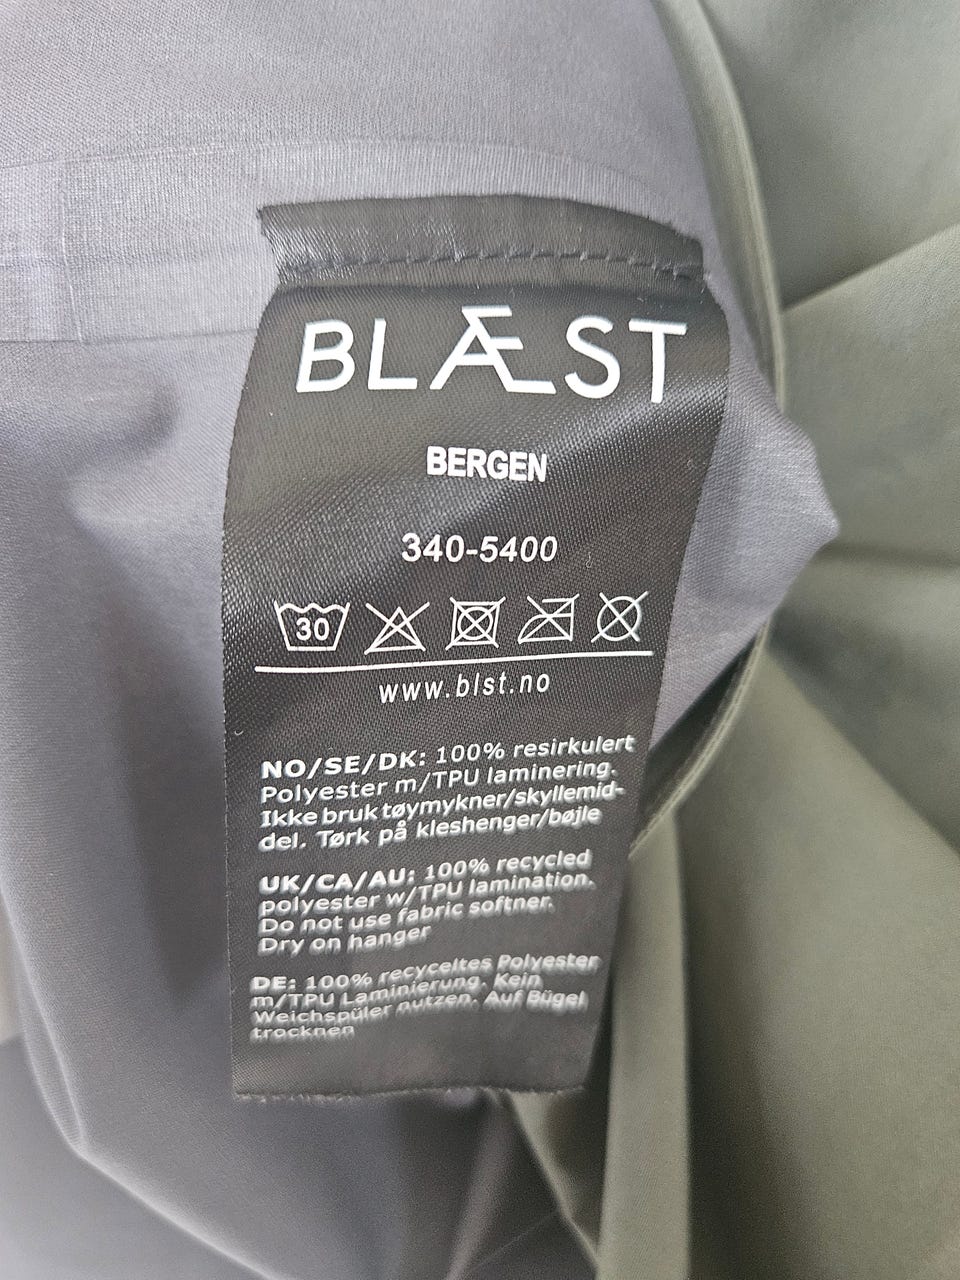 BLÆST
BERGEN
340-5400
30
www.blst.no
NO/SE/DK: 100% resirkulert
Polyester m/TPU laminering.
Ikke bruk tøymykner/skyllemid-
del. Tørk på kleshenger/bøjle
UK/CA/AU: 100% recycled
polyester w/TPU lamination.
Do not use fabric softner.
Dry on hanger
DE: 100% recyceltes Polyester
m/TPU Laminierung. Kein
Weichspüler nutzen. Auf Bügel
trocknen